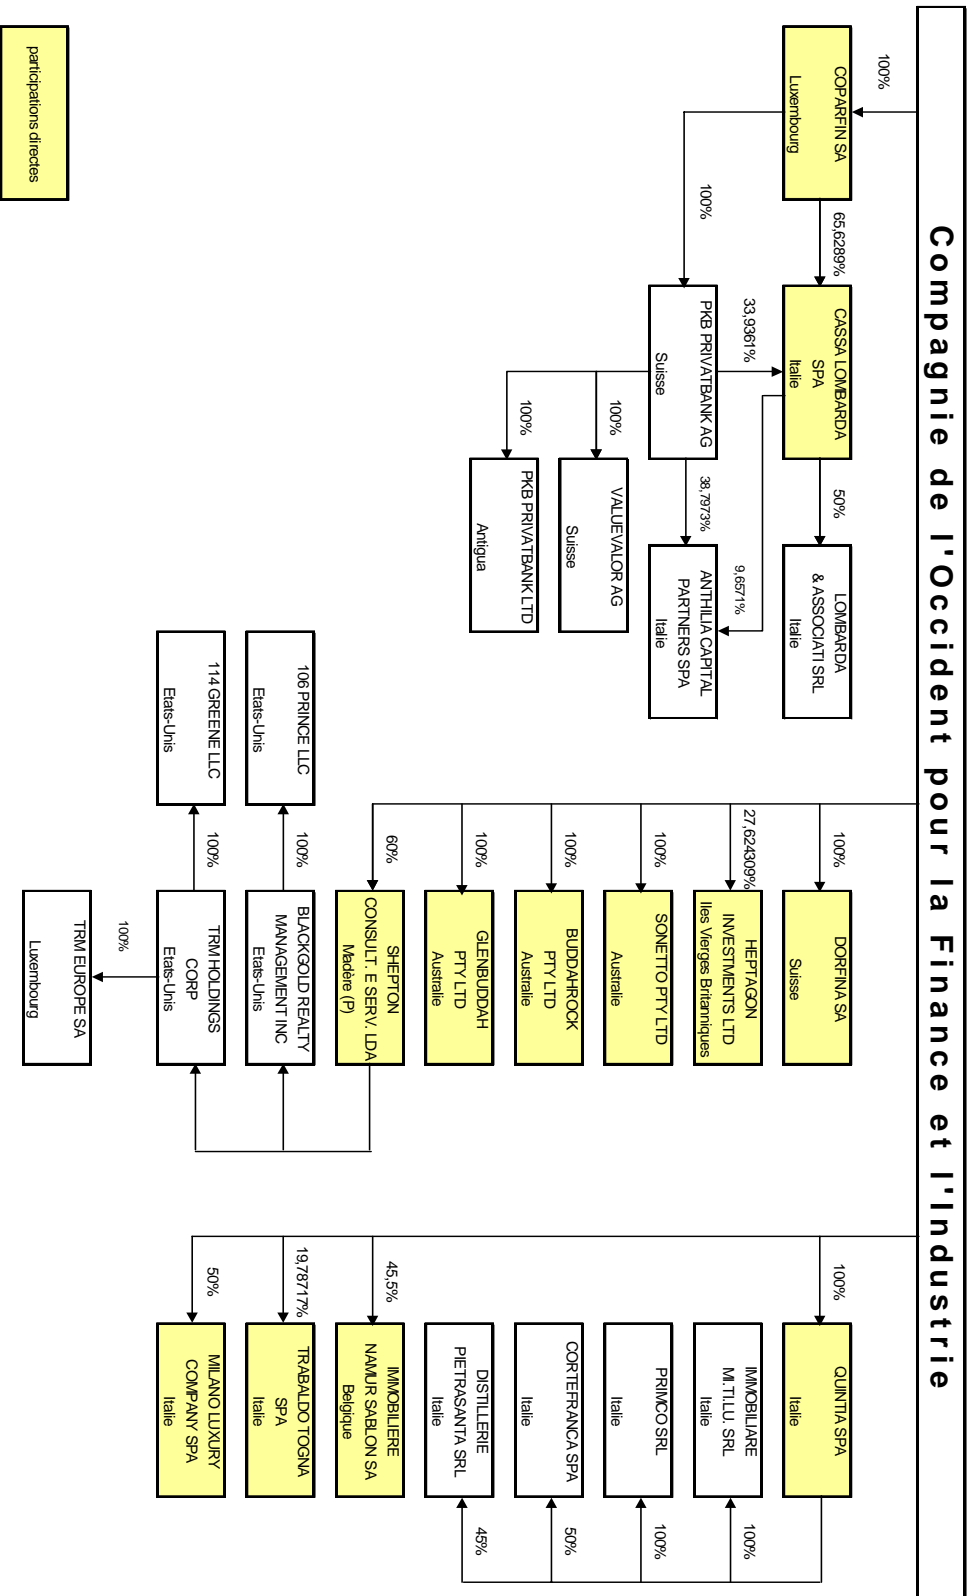 Compagnie de l'Occident pour la Finance et l'Industrie
100%
COPARFIN SA
Luxembourg
65,6289%
CASSA LOMBARDA
SPA
Italie
50%
LOMBARDA
& ASSOCIATI SRL
Italie
100%
33,9361%
PKB PRIVATBANK AG
Suisse
38,7973%
9,6571%
ANTHILIA CAPITAL
PARTNERS SPA
Italie
100%
VALUEVALOR AG
Suisse
100%
PKB PRIVATBANK LTD
Antigua
100%
DORFINA SA
Suisse
27,624309%
HEPTAGON
INVESTMENTS LTD
Iles Vierges Britanniques
100%
SONETTO PTY LTD
Australie
100%
BUDDAHROCK
PTY LTD
Australie
100%
GLENBUDDAH
PTY LTD
Australie
60%
SHEPTON
CONSULT. E SERV. LDA
Madère (P)
106 PRINCE LLC
Etats-Unis
100%
BLACKGOLD REALTY
MANAGEMENT INC
Etats-Unis
114 GREENE LLC
Etats-Unis
100%
TRM HOLDINGS
CORP
Etats-Unis
100%
TRM EUROPE SA
Luxembourg
100%
QUINTIA SPA
Italie
IMMOBILIARE
MI.TI.LU. SRL
Italie
100%
PRIMCO SRL
Italie
100%
CORTEFRANCA SPA
Italie
50%
DISTILLERIE
PIETRASANTA SRL
Italie
45%
45,5%
IMMOBILIERE
NAMUR SABLON SA
Belgique
19,78717%
TRABALDO TOGNA
SPA
Italie
50%
MILANO LUXURY
COMPANY SPA
Italie
participations directes